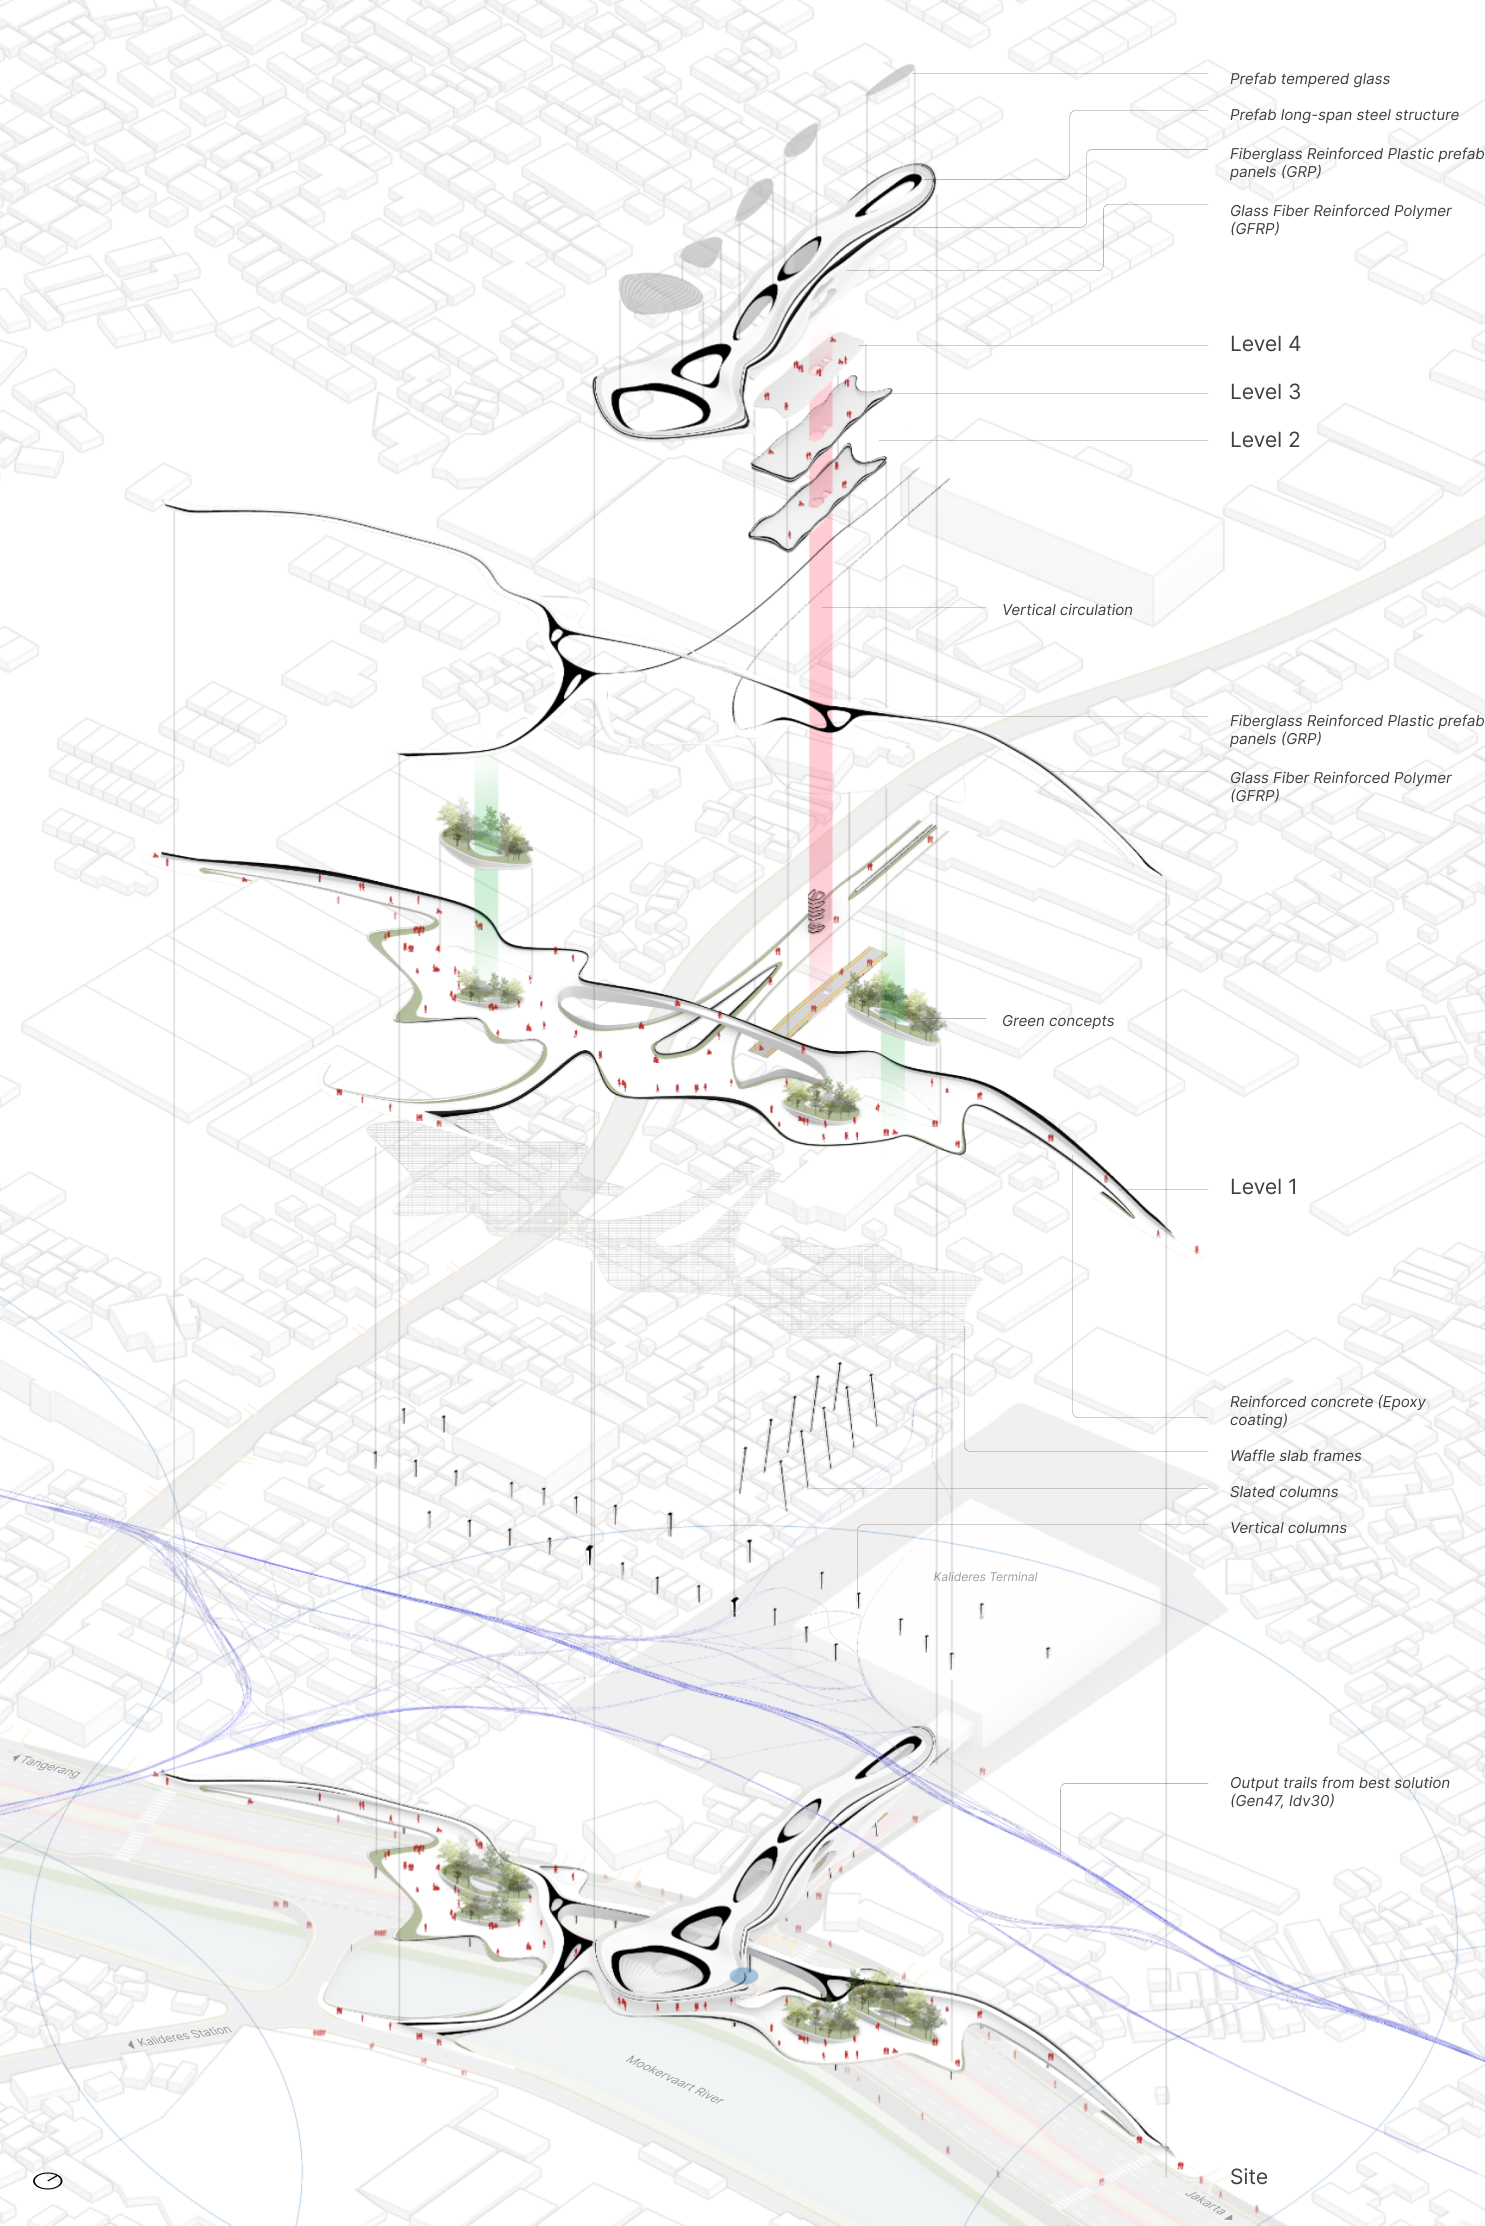 Prefab tempered glass
Prefab long-span steel structure
Fiberglass Reinforced Plastic prefab
panels (GRP)
Glass Fiber Reinforced Polymer
(GFRP)
Level 4
Level 3
Level 2
Vertical circulation
Fiberglass Reinforced Plastic prefab
panels (GRP)
Glass Fiber Reinforced Polymer
(GFRP)
Green concepts
Level 1
Reinforced concrete (Epoxy
coating)
Waffle slab frames
Slated columns
Vertical columns
Kalideres Terminal
Tangerang
Output trails from best solution
(Gen47, Idv30)
Kalideres Station
Mookervaart River
Site
Jakarta